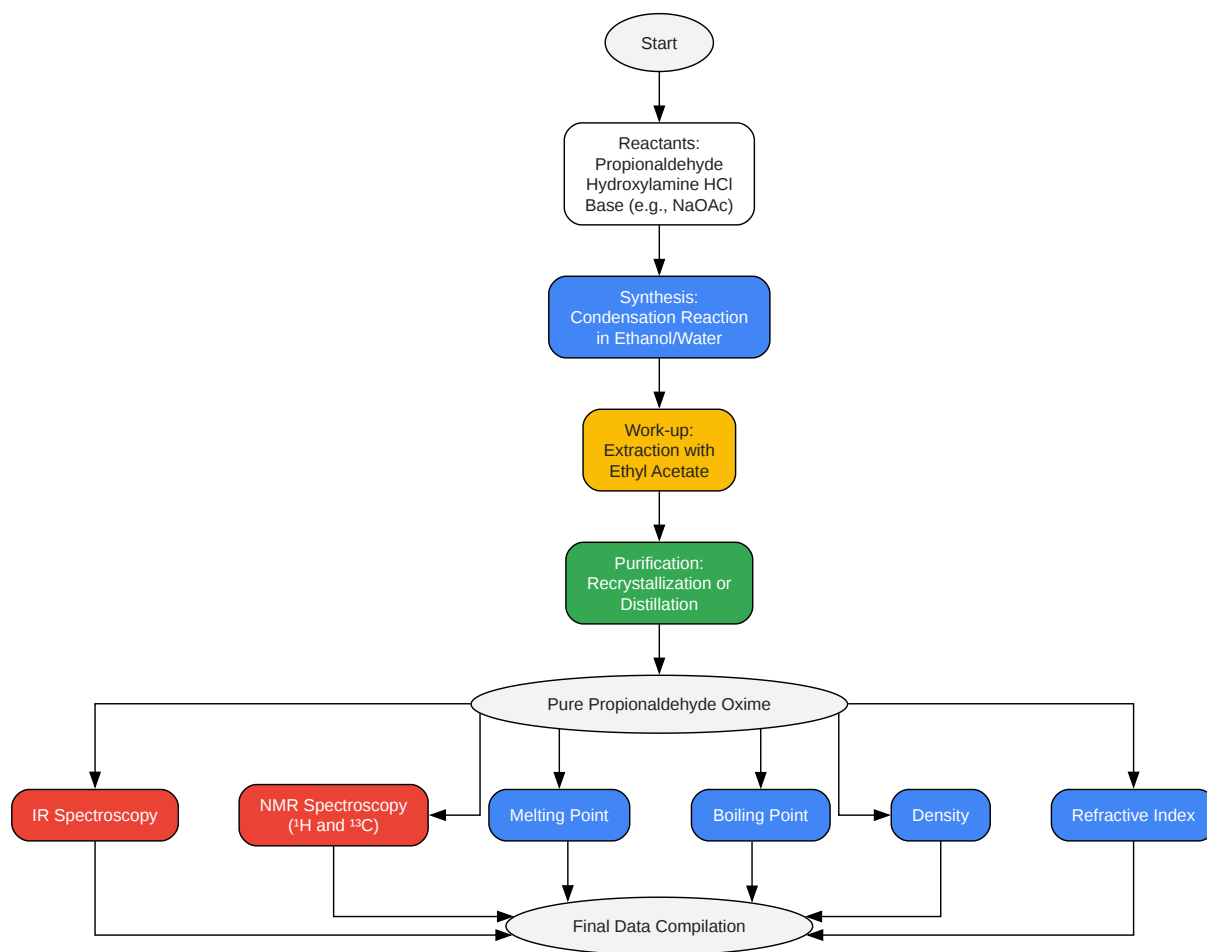 Start
Reactants:
Propionaldehyde
Hydroxylamine HCl
Base (e.g., NaOAc)
Synthesis:
Condensation Reaction
in Ethanol/Water
Work-up:
Extraction with
Ethyl Acetate
Purification:
Recrystallization or
Distillation
Pure Propionaldehyde Oxime
IR Spectroscopy
NMR Spectroscopy
(¹H and ¹³C)
Melting Point
Boiling Point
Density
Refractive Index
Final Data Compilation